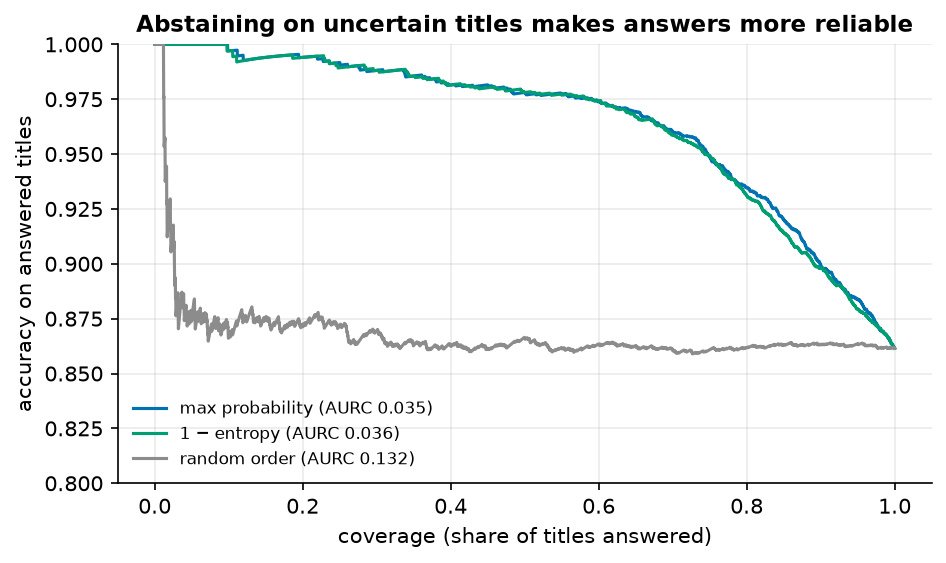 Abstaining on uncertain titles makes answers more reliable
1.000
0.975
0.950
0.925
0.900
0.875
0.850
0.825
0.800
accuracy on answered titles
max probability (AURC 0.035)
1 − entropy (AURC 0.036)
random order (AURC 0.132)
0.0 0.2 0.4 0.6 0.8 1.0
coverage (share of titles answered)